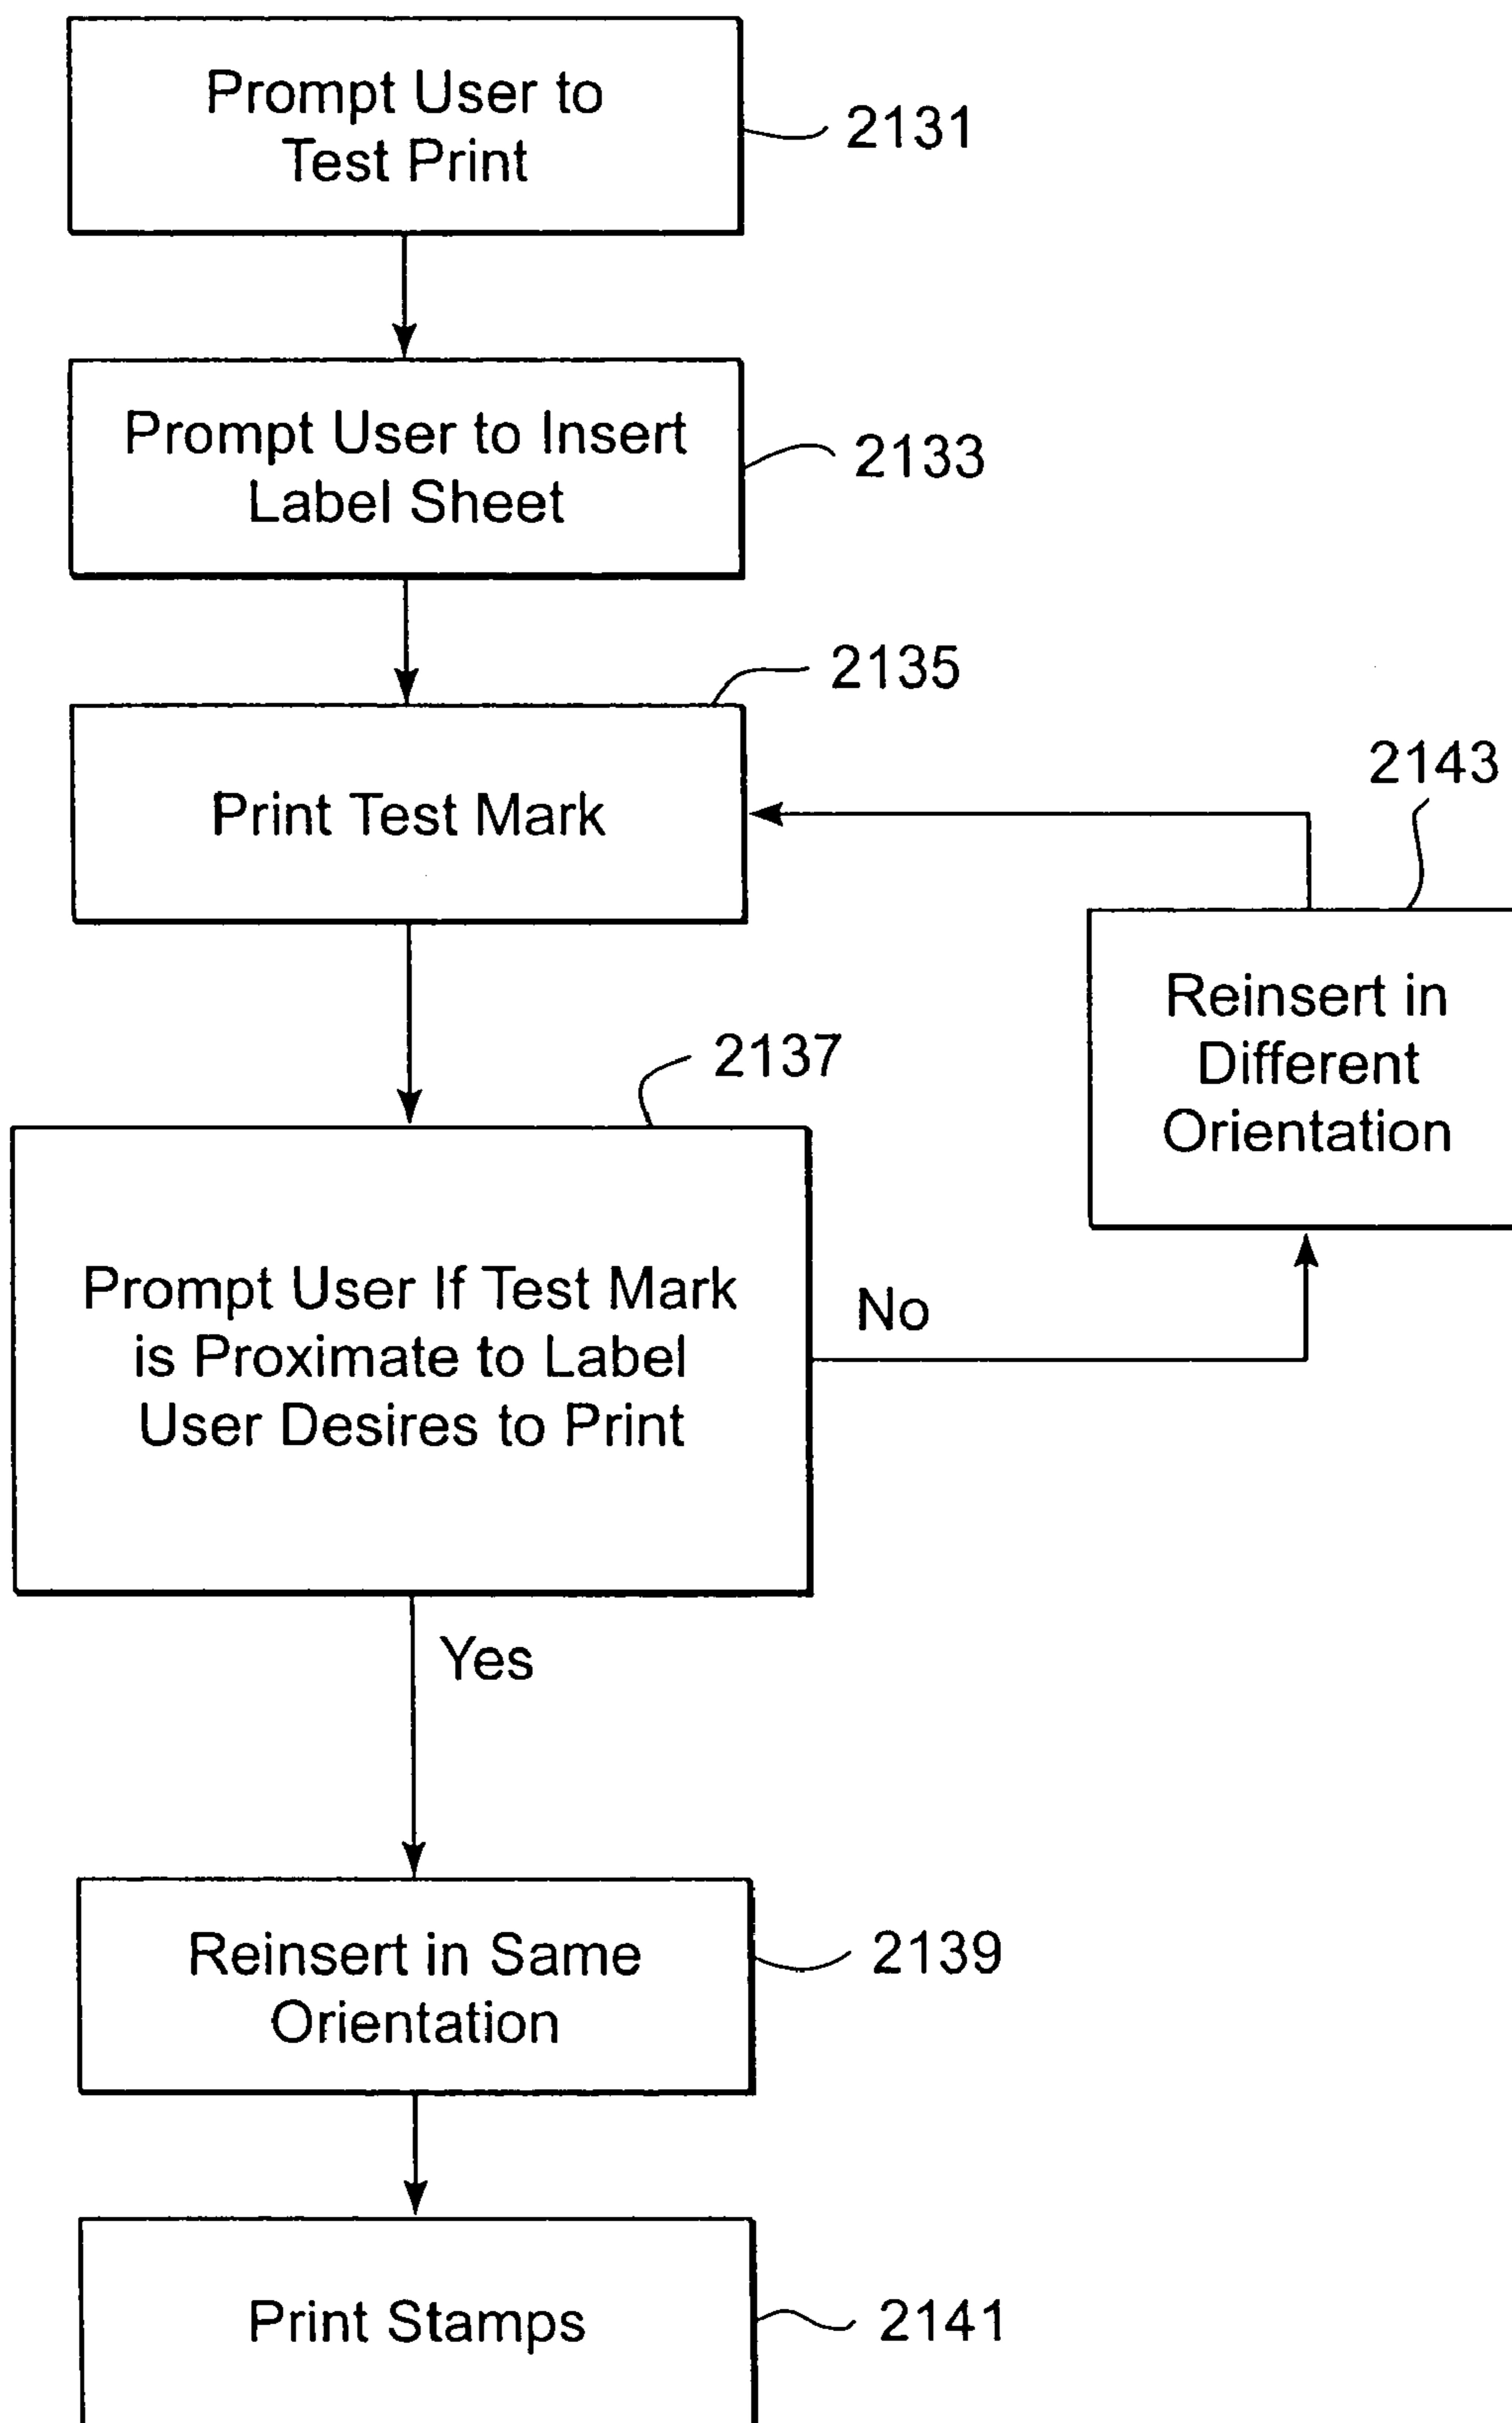 Prompt User to
Test Print
2131
Prompt User to Insert
Label Sheet
2133
2135
Print Test Mark
2143
Reinsert in
Different
Orientation
2137
Prompt User If Test Mark
is Proximate to Label
User Desires to Print
No
Yes
Reinsert in Same
Orientation
2139
Print Stamps
2141